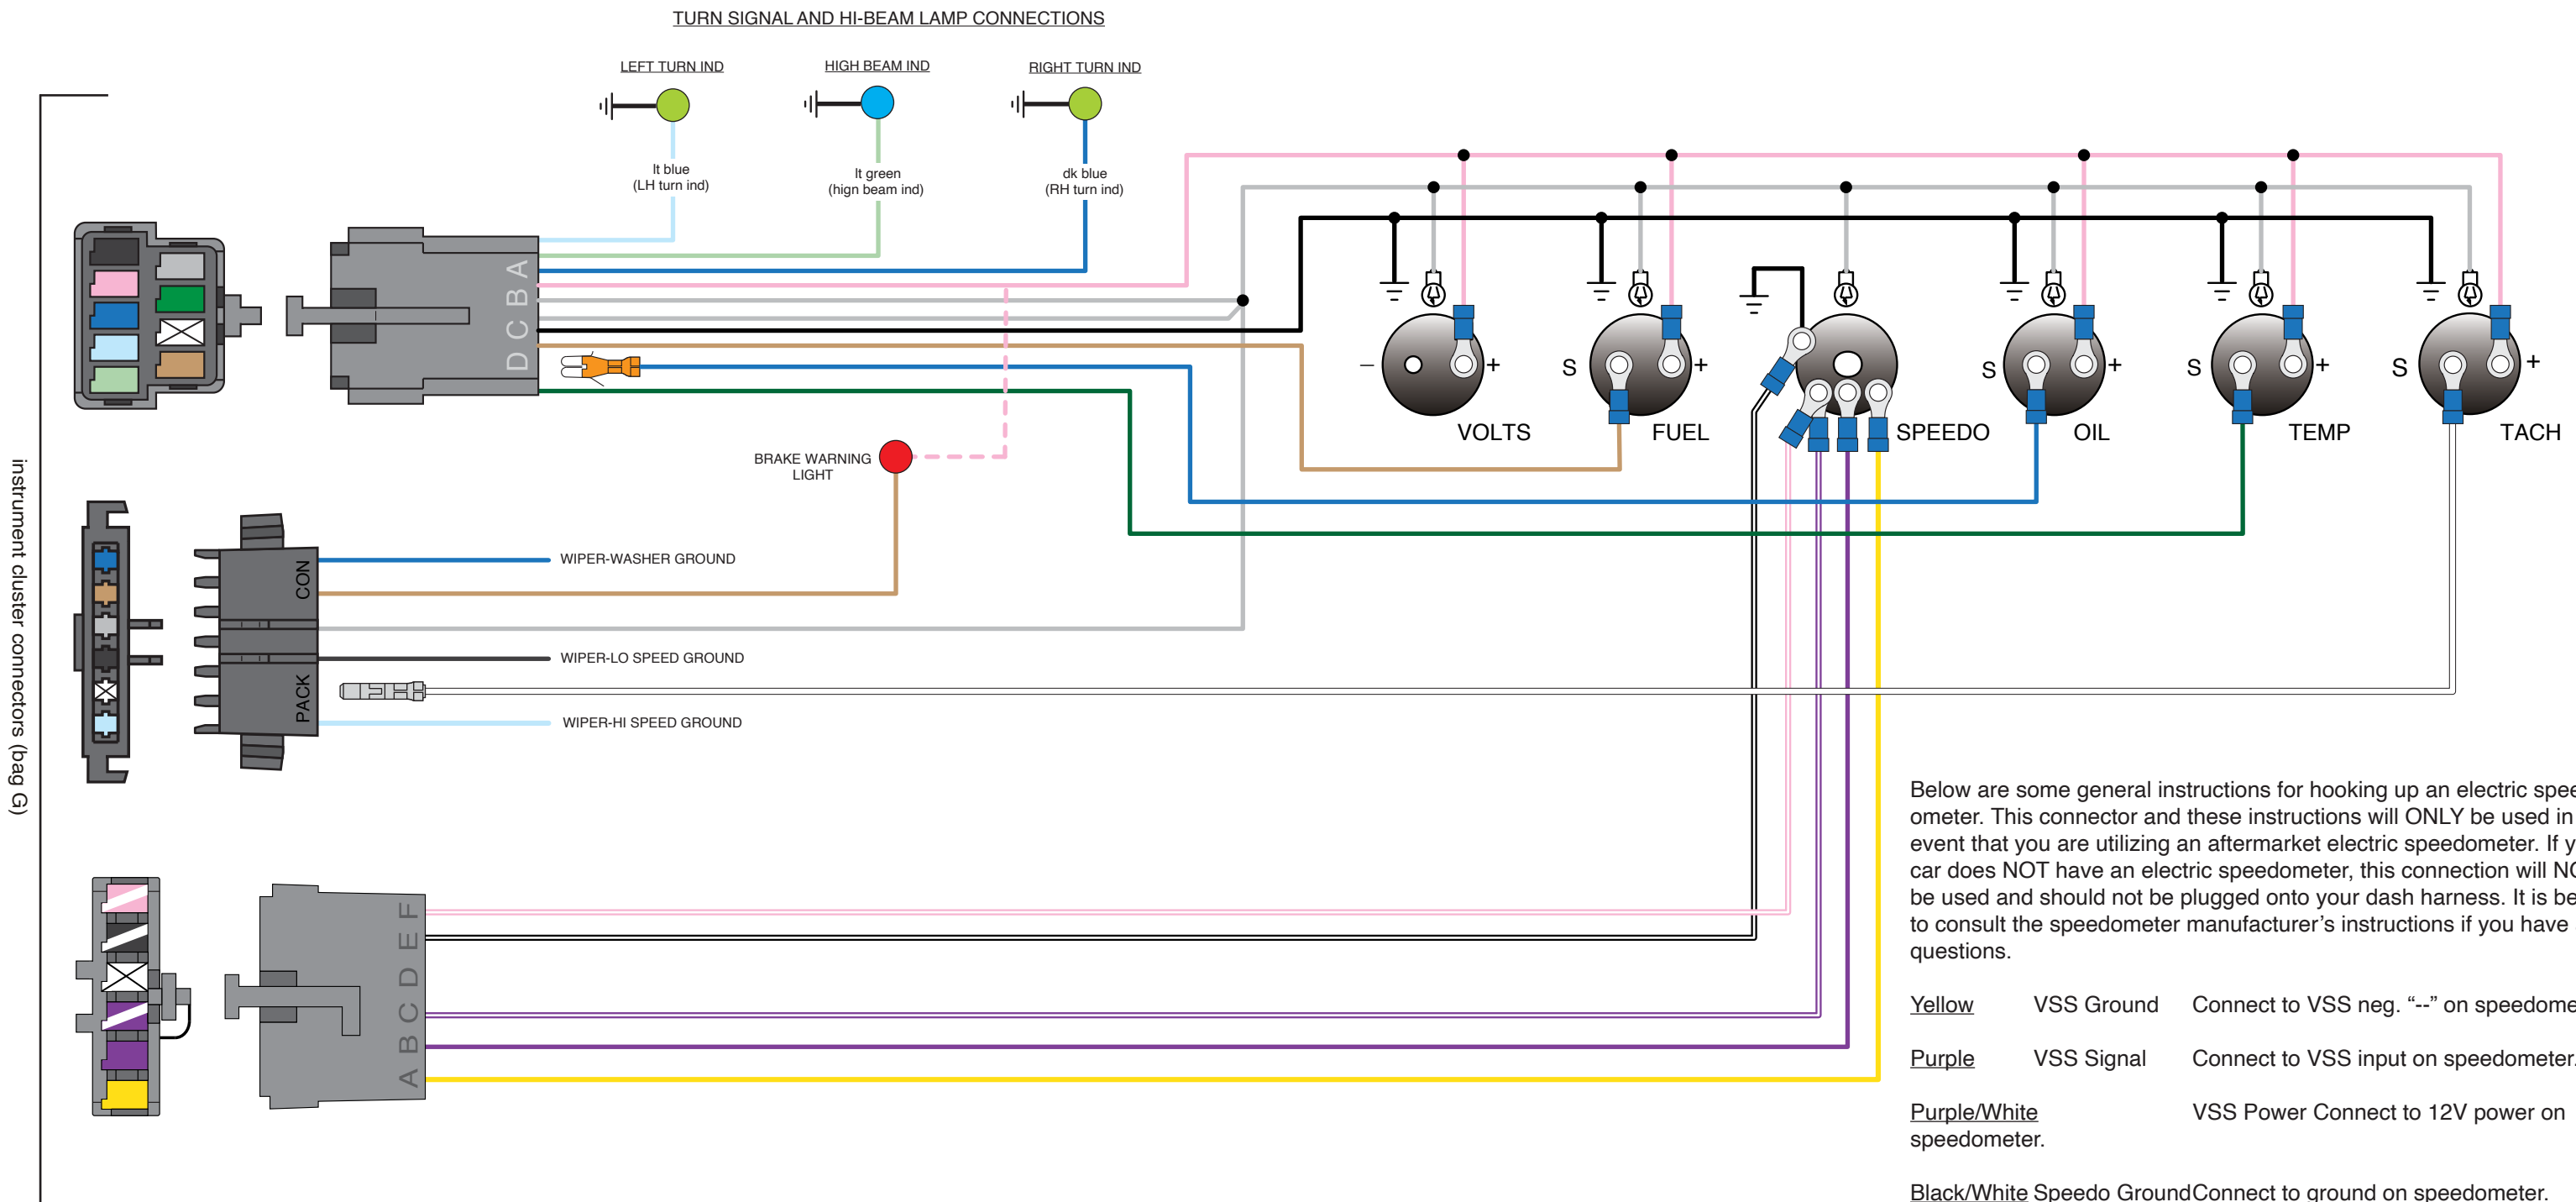 TURN SIGNAL AND HI-BEAM LAMP CONNECTIONS
LEFT TURN IND
HIGH BEAM IND
RIGHT TURN IND
lt blue
(LH turn ind)
lt green
(hign beam ind)
dk blue
(RH turn ind)
A
B
C
D
– + VOLTS
S + FUEL
SPEEDO
S + OIL
S + TEMP
S + TACH
BRAKE WARNING
LIGHT
instrument cluster connectors (bag G)
CON
PACK
WIPER-WASHER GROUND
WIPER-LO SPEED GROUND
WIPER-HI SPEED GROUND
F
E
D
C
B
A
Below are some general instructions for hooking up an electric spee
ometer. This connector and these instructions will ONLY be used in
event that you are utilizing an aftermarket electric speedometer. If y
car does NOT have an electric speedometer, this connection will NO
be used and should not be plugged onto your dash harness. It is be
to consult the speedometer manufacturer's instructions if you have
questions.
Yellow VSS Ground Connect to VSS neg. “--” on speedome
Purple VSS Signal Connect to VSS input on speedometer.
Purple/White VSS Power Connect to 12V power on
speedometer.
Black/White Speedo Ground Connect to ground on speedometer.